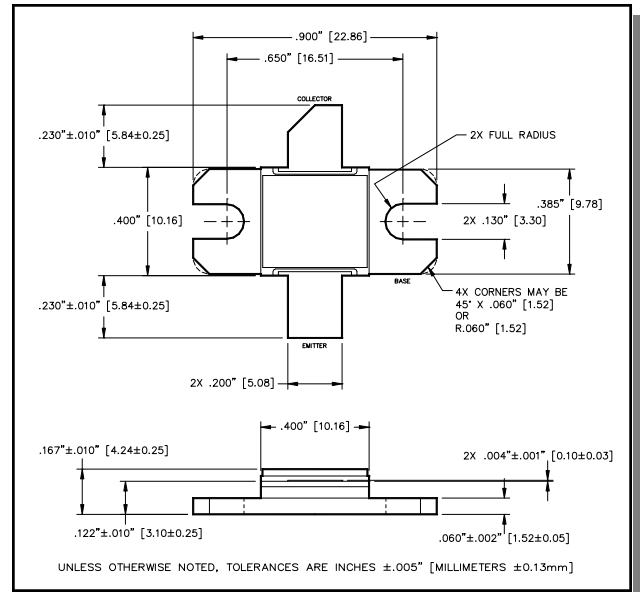 .900" [22.86]
.650" [16.51]
COLLECTOR
.230"±.010" [5.84±0.25]
2X FULL RADIUS
.400" [10.16]
2X .130" [3.30]
.385" [9.78]
BASE
.230"±.010" [5.84±0.25]
4X CORNERS MAY BE
45° X .060" [1.52]
OR
R.060" [1.52]
EMITTER
2X .200" [5.08]
.400" [10.16]
.167"±.010" [4.24±0.25]
2X .004"±.001" [0.10±0.03]
.122"±.010" [3.10±0.25]
.060"±.002" [1.52±0.05]
UNLESS OTHERWISE NOTED, TOLERANCES ARE INCHES ±.005" [MILLIMETERS ±0.13mm]